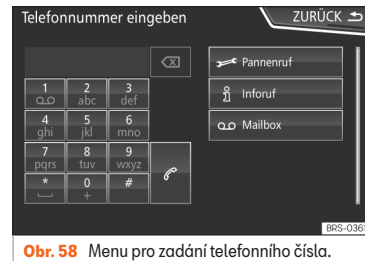 Telefonnummer eingeben
ZURÜCK
Pannenruf
1 2 3
abc def
Inforuf
4 5 6
ghi jkl mno
Mailbox
7 8 9
pqrs tuv wxyz
* 0 #
+
BRS-0361
Obr. 58 Menu pro zadání telefonního čísla.